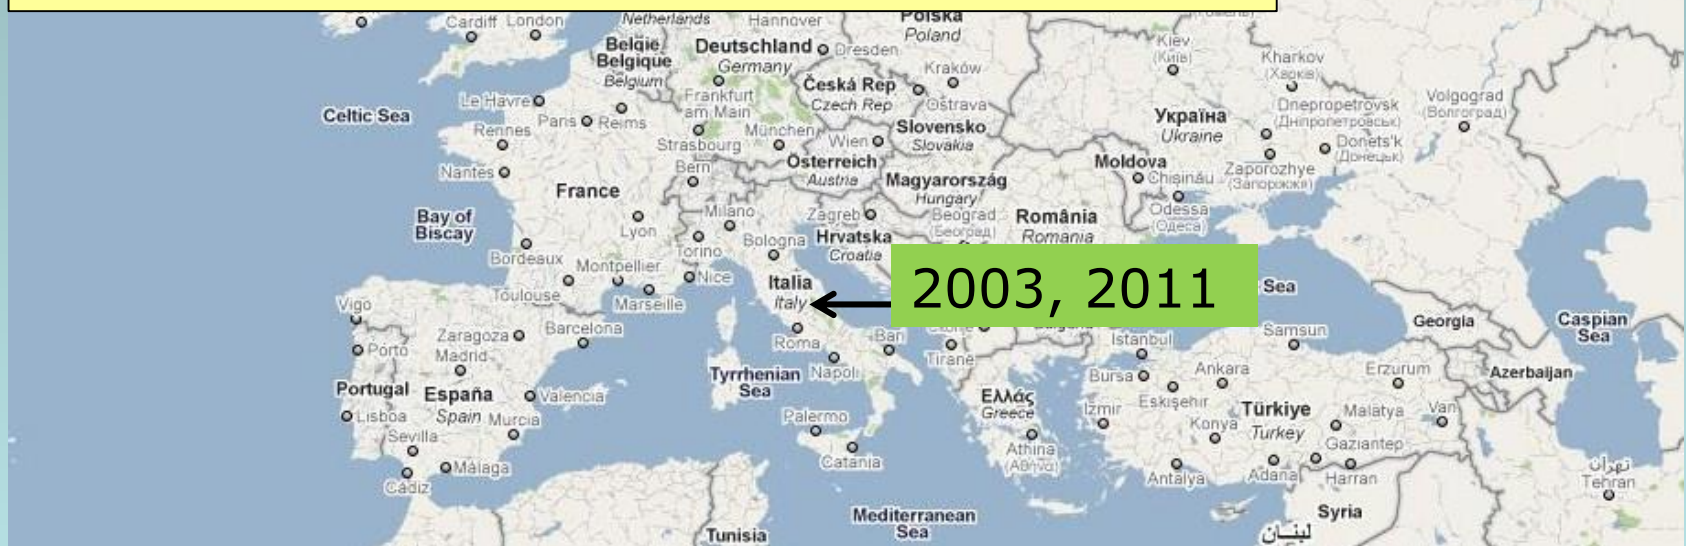 Cardiff London
Netherlands Hannover
Polska
Poland
België
Belgique
Belgium
Deutschland
Germany
Dresden
Kiev
(Київ)
Kharkov
(Харків)
Kraków
Česká Rep
Czech Rep
Ostrava
Frankfurt
am Main
Le Havre
Celtic Sea
Paris Reims
Rennes
Strasbourg
München
Wien
Slovensko
Slovakia
Україна
Ukraine
Dnepropetrovsk
(Дніпропетровськ)
Volgograd
(Волгоград)
Donets'k
(Донецьк)
Nantes
France
Bern
Österreich
Austria
Magyarország
Hungary
Moldova
Chişinău
Zaporozhye
(Запорожжя)
Odessa
(Одеса)
Bay of
Biscay
Lyon
Milano
Zagreb
Beograd
(Београд)
România
Romania
Torino
Bologna
Hrvatska
Croatia
Bordeaux
Montpellier
Nice
Toulouse
Marseille
Italia
Italy
2003, 2011
Sea
Vigo
Zaragoza
Barcelona
Roma
Bari
Tiranë
Istanbul
Samsun
Georgia
Caspian
Sea
Porto
Madrid
Tyrrhenian
Sea
Napoli
Bursa
Ankara
Erzurum
Azerbaijan
Portugal
España
Spain
Valencia
Ελλάς
Greece
Eskişehir
İzmir
Türkiye
Turkey
Malatya
Van
Lisboa
Murcia
Sevilla
Palermo
Konya
Gaziantep
Málaga
Cádiz
Catania
Athina
(Αθήνα)
Antalya
Adana
Harran
تهران
Tehran
Tunisia
Mediterranean
Sea
Syria
لبنان